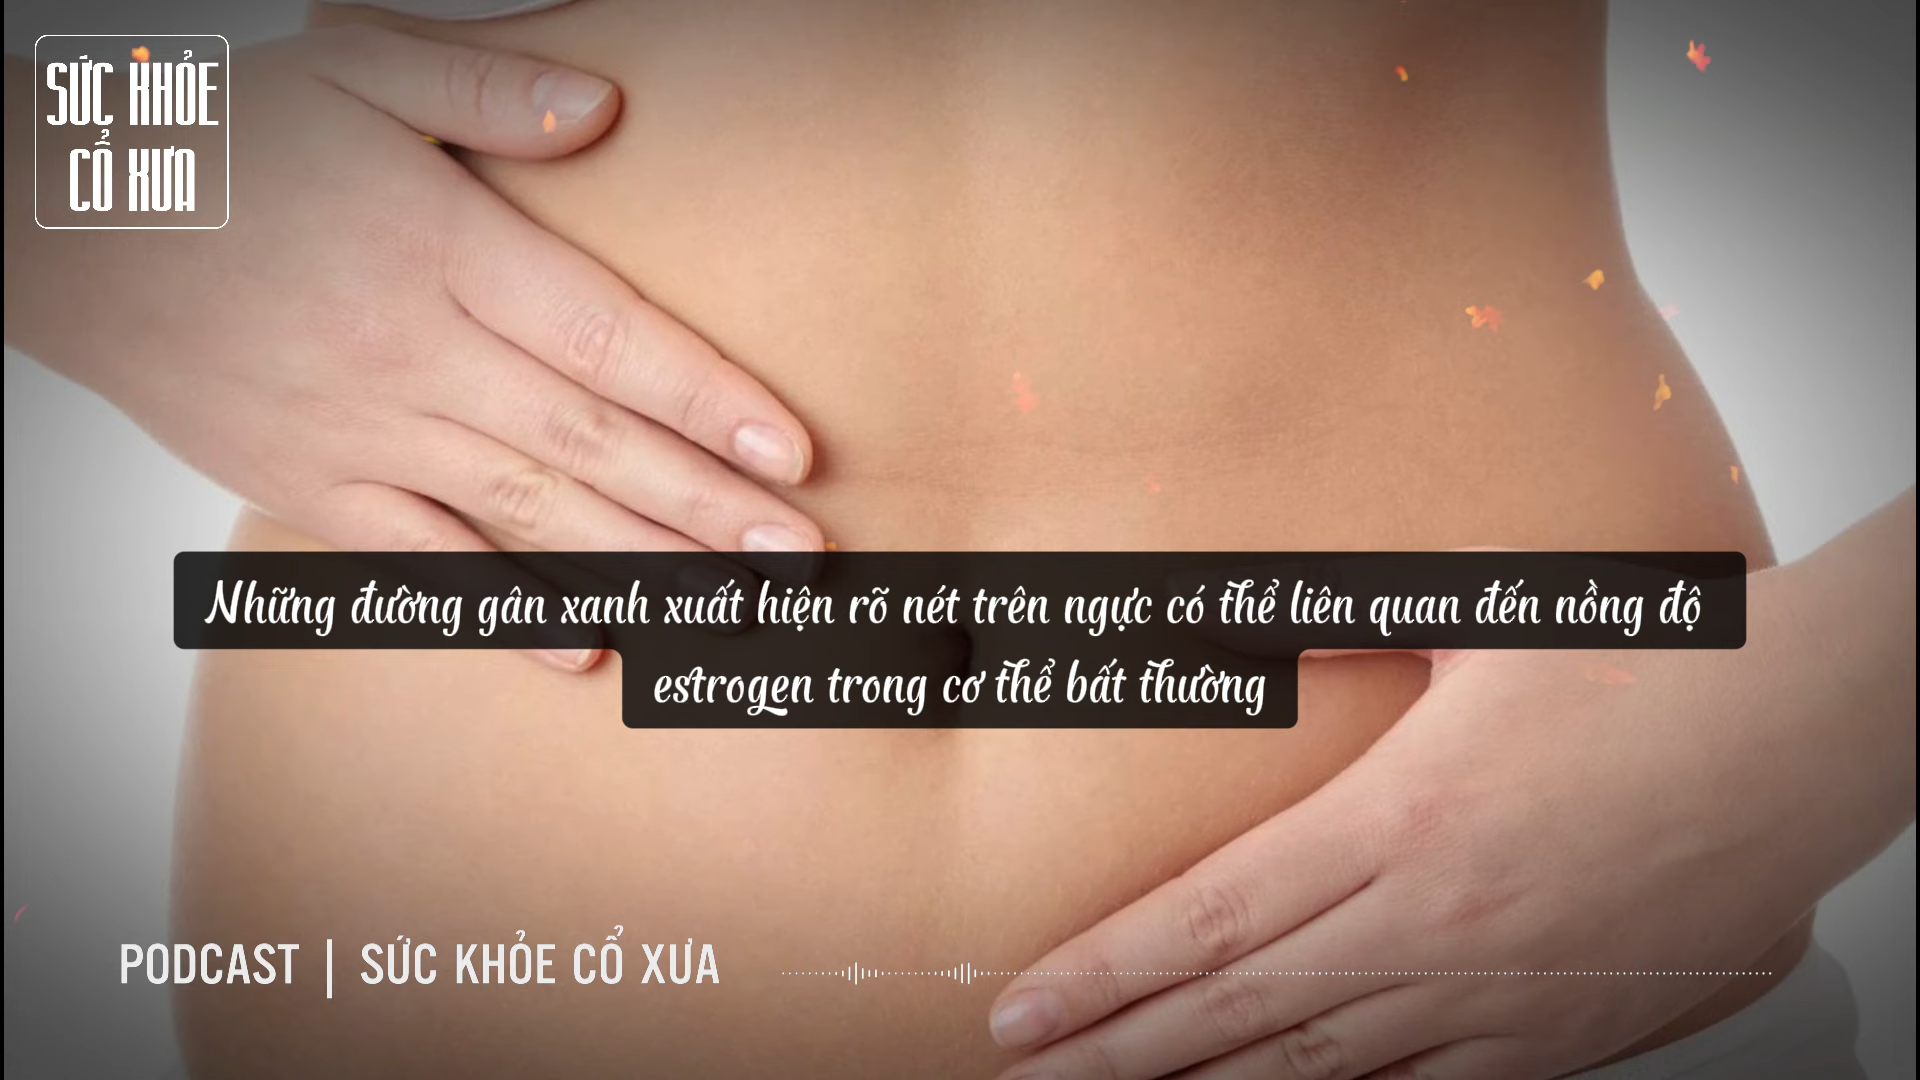 SỨC KHỎE
CỔ XƯA
Những đường gân xanh xuất hiện rõ nét trên ngực có thể liên quan đến nồng độ
estrogen trong cơ thể bất thường
PODCAST | SỨC KHỎE CỔ XƯA